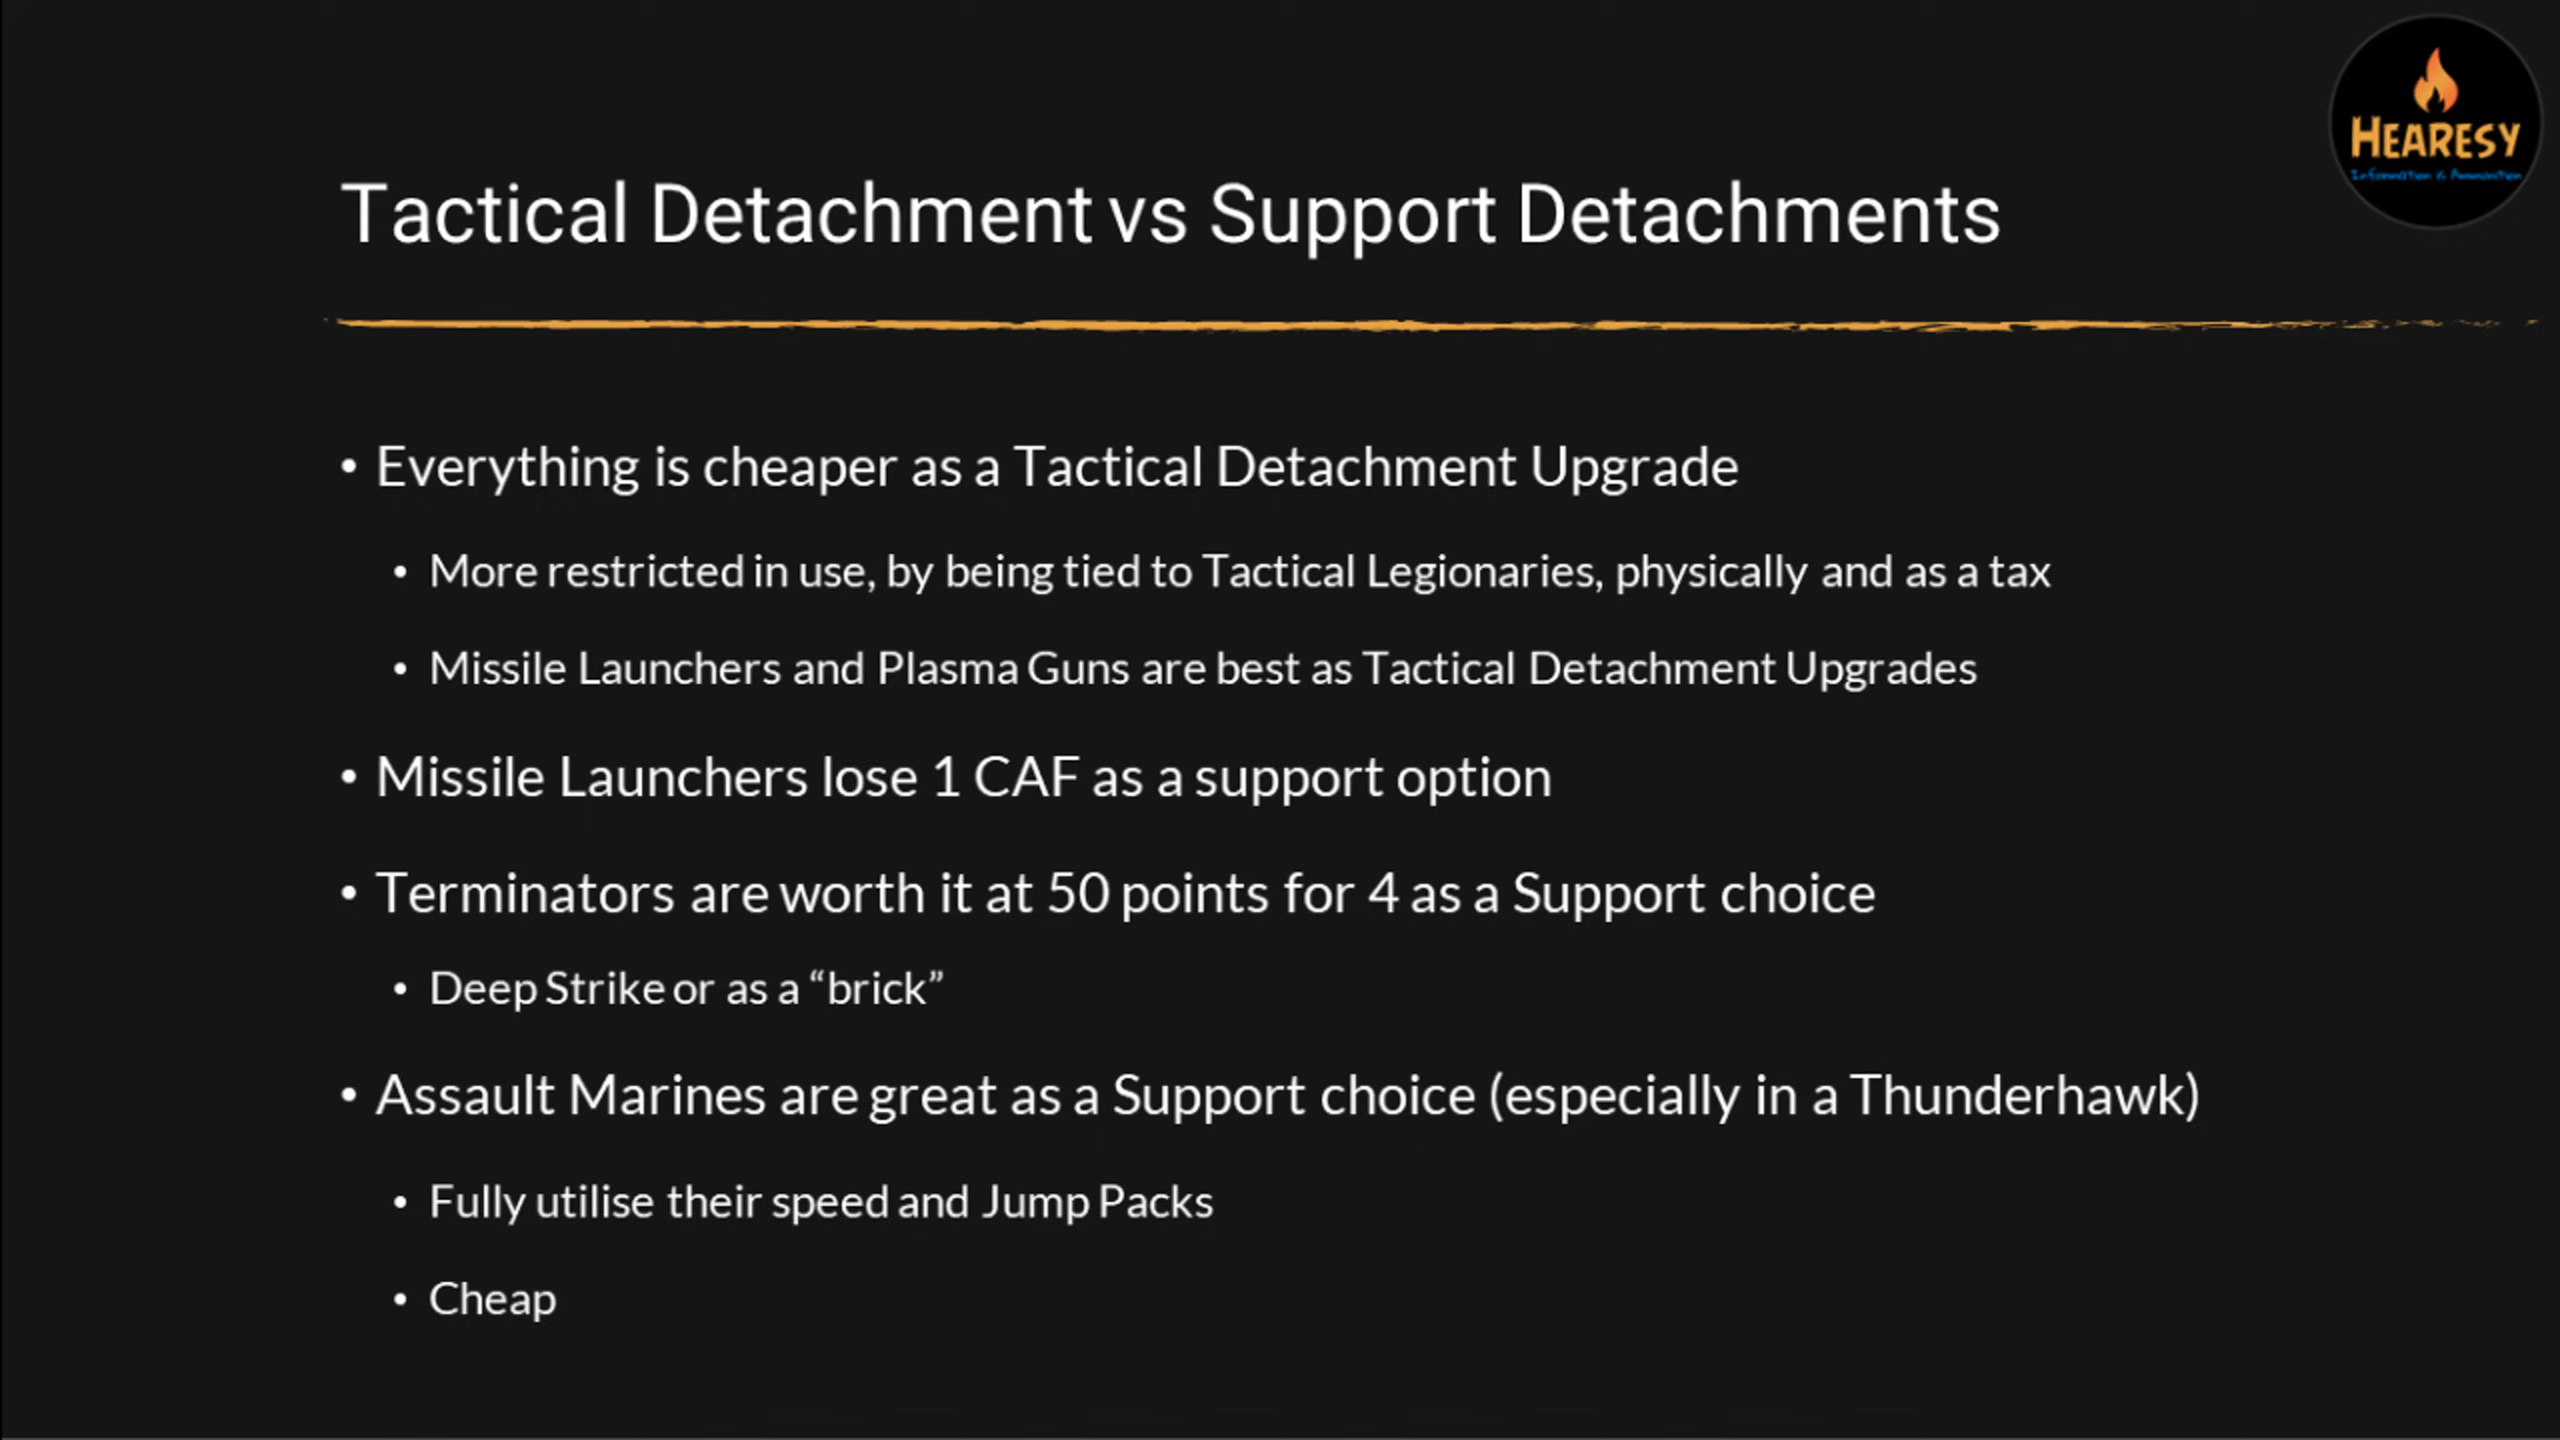 HEARESY
Information is Ammunition
Tactical Detachment vs Support Detachments
• Everything is cheaper as a Tactical Detachment Upgrade
• More restricted in use, by being tied to Tactical Legionaries, physically and as a tax
• Missile Launchers and Plasma Guns are best as Tactical Detachment Upgrades
• Missile Launchers lose 1 CAF as a support option
• Terminators are worth it at 50 points for 4 as a Support choice
• Deep Strike or as a “brick”
• Assault Marines are great as a Support choice (especially in a Thunderhawk)
• Fully utilise their speed and Jump Packs
• Cheap